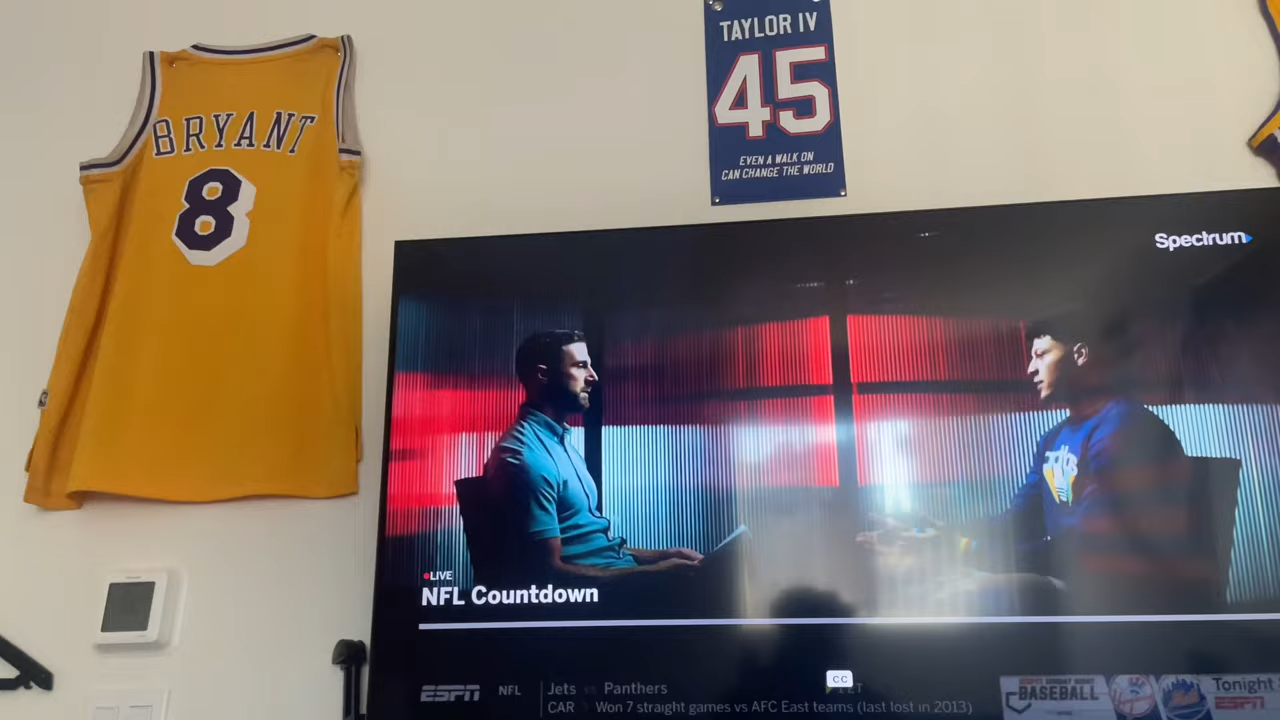 BRYANT
8
TAYLOR IV
45
EVEN A WALK ON
CAN CHANGE THE WORLD
Spectrum
LIVE
NFL Countdown
CC
ESPN NFL Jets Panthers
CAR Won 7 straight games vs AFC East teams (last lost in 2013)
BASEBALL
Tonight
ESPN